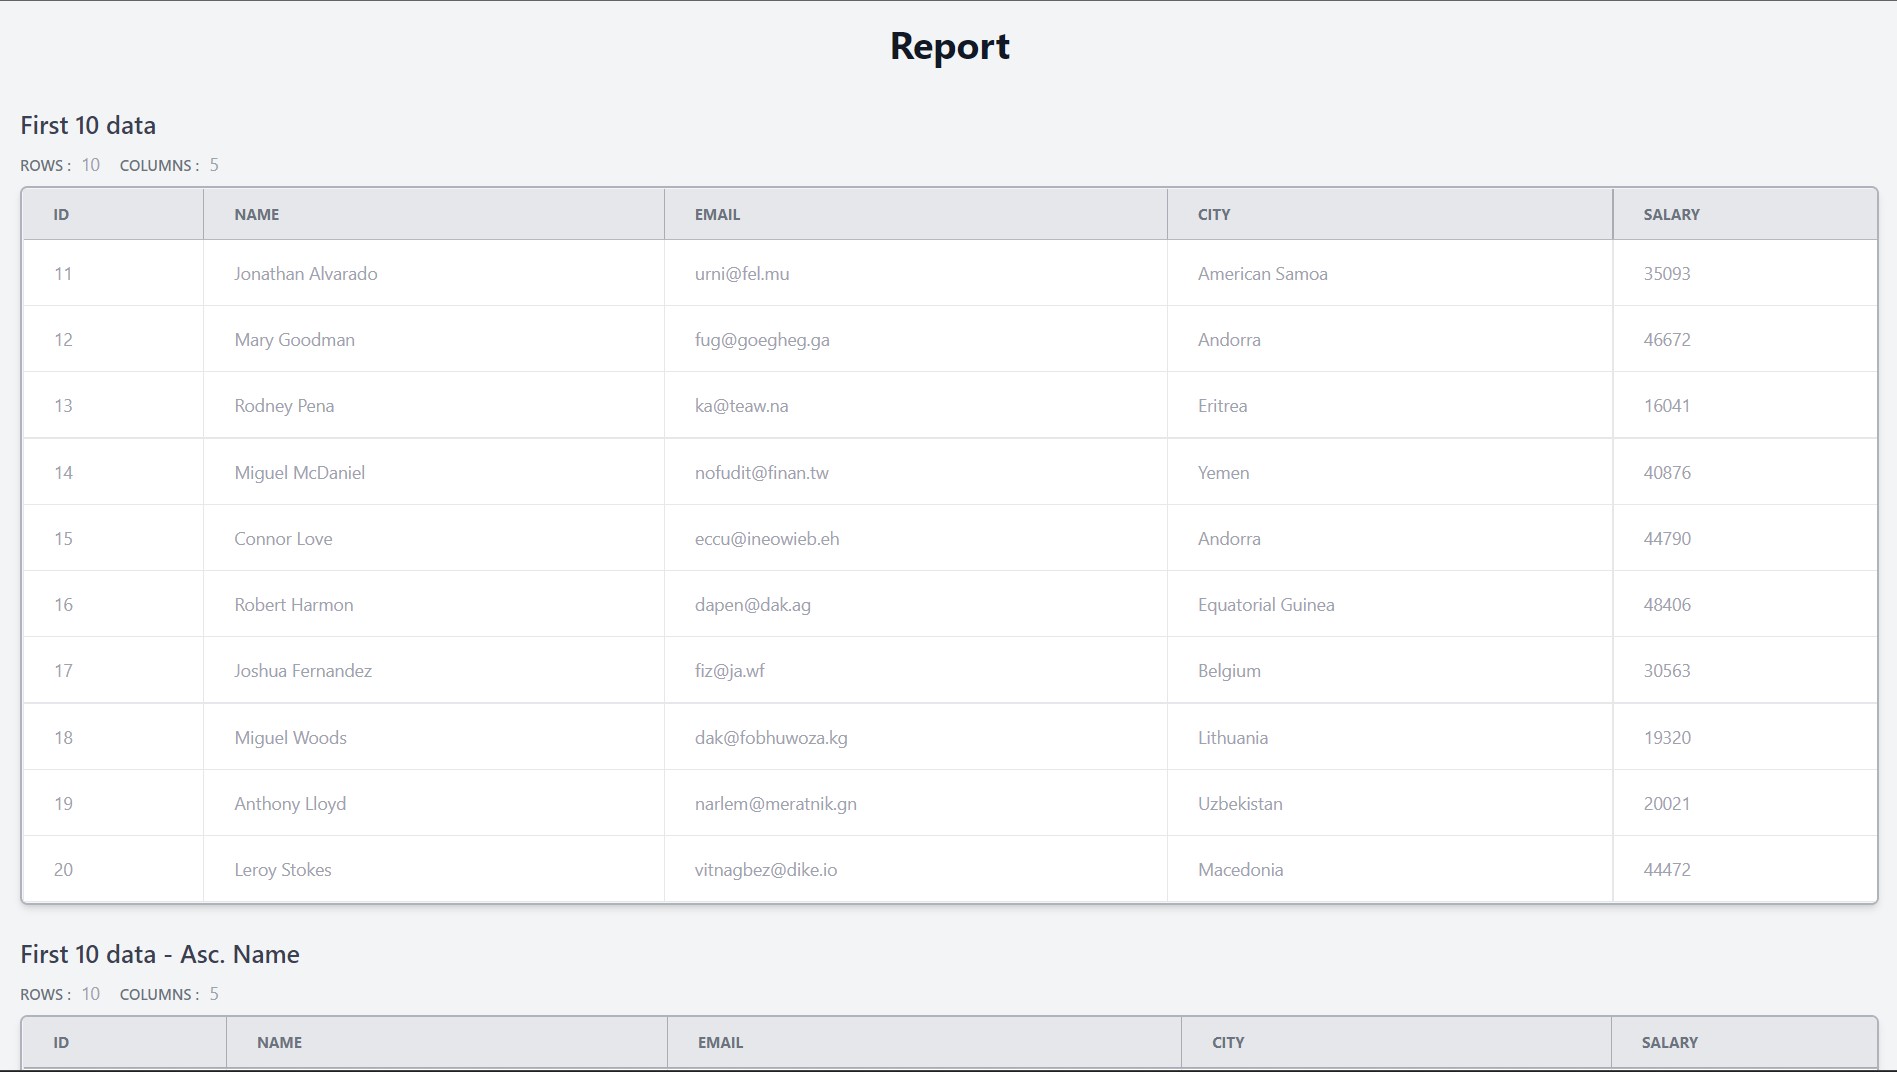 Report
First 10 data
ROWS : 10 COLUMNS : 5
ID NAME EMAIL CITY SALARY
11 Jonathan Alvarado urni@fel.mu American Samoa 35093
12 Mary Goodman fug@goegheg.ga Andorra 46672
13 Rodney Pena ka@teaw.na Eritrea 16041
14 Miguel McDaniel nofudit@finan.tw Yemen 40876
15 Connor Love eccu@ineowieb.eh Andorra 44790
16 Robert Harmon dapen@dak.ag Equatorial Guinea 48406
17 Joshua Fernandez fiz@ja.wf Belgium 30563
18 Miguel Woods dak@fobhuwoza.kg Lithuania 19320
19 Anthony Lloyd narlem@meratnik.gn Uzbekistan 20021
20 Leroy Stokes vitnagbez@dike.io Macedonia 44472
First 10 data - Asc. Name
ROWS : 10 COLUMNS : 5
ID NAME EMAIL CITY SALARY